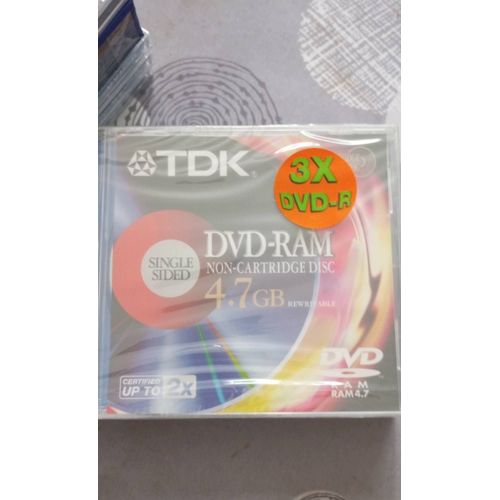 TDK
3X
DVD-R
SINGLE
SIDED
DVD-RAM
NON-CARTRIDGE DISC
4.7GB REWRITABLE
CERTIFIED
UP TO 2X
DVD
RAM
RAM4.7